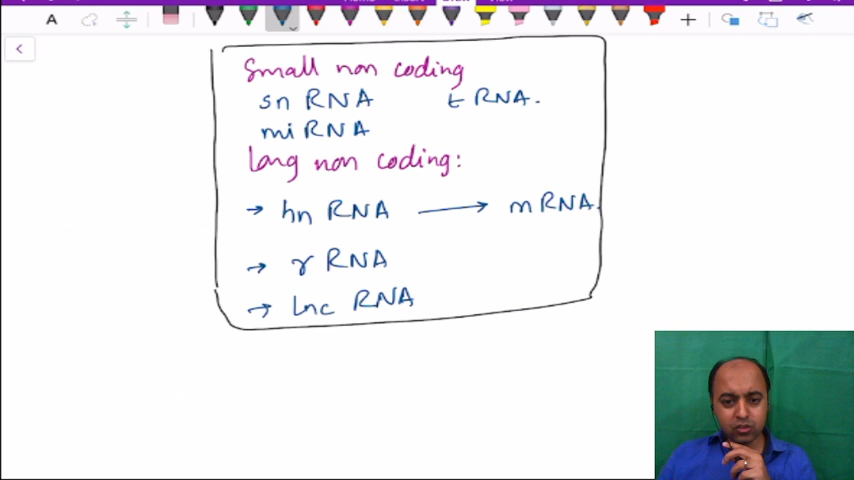 Small non coding
sn RNA t RNA.
mi RNA
Long non coding:
→ hn RNA → m RNA.
→ r RNA
→ lnc RNA